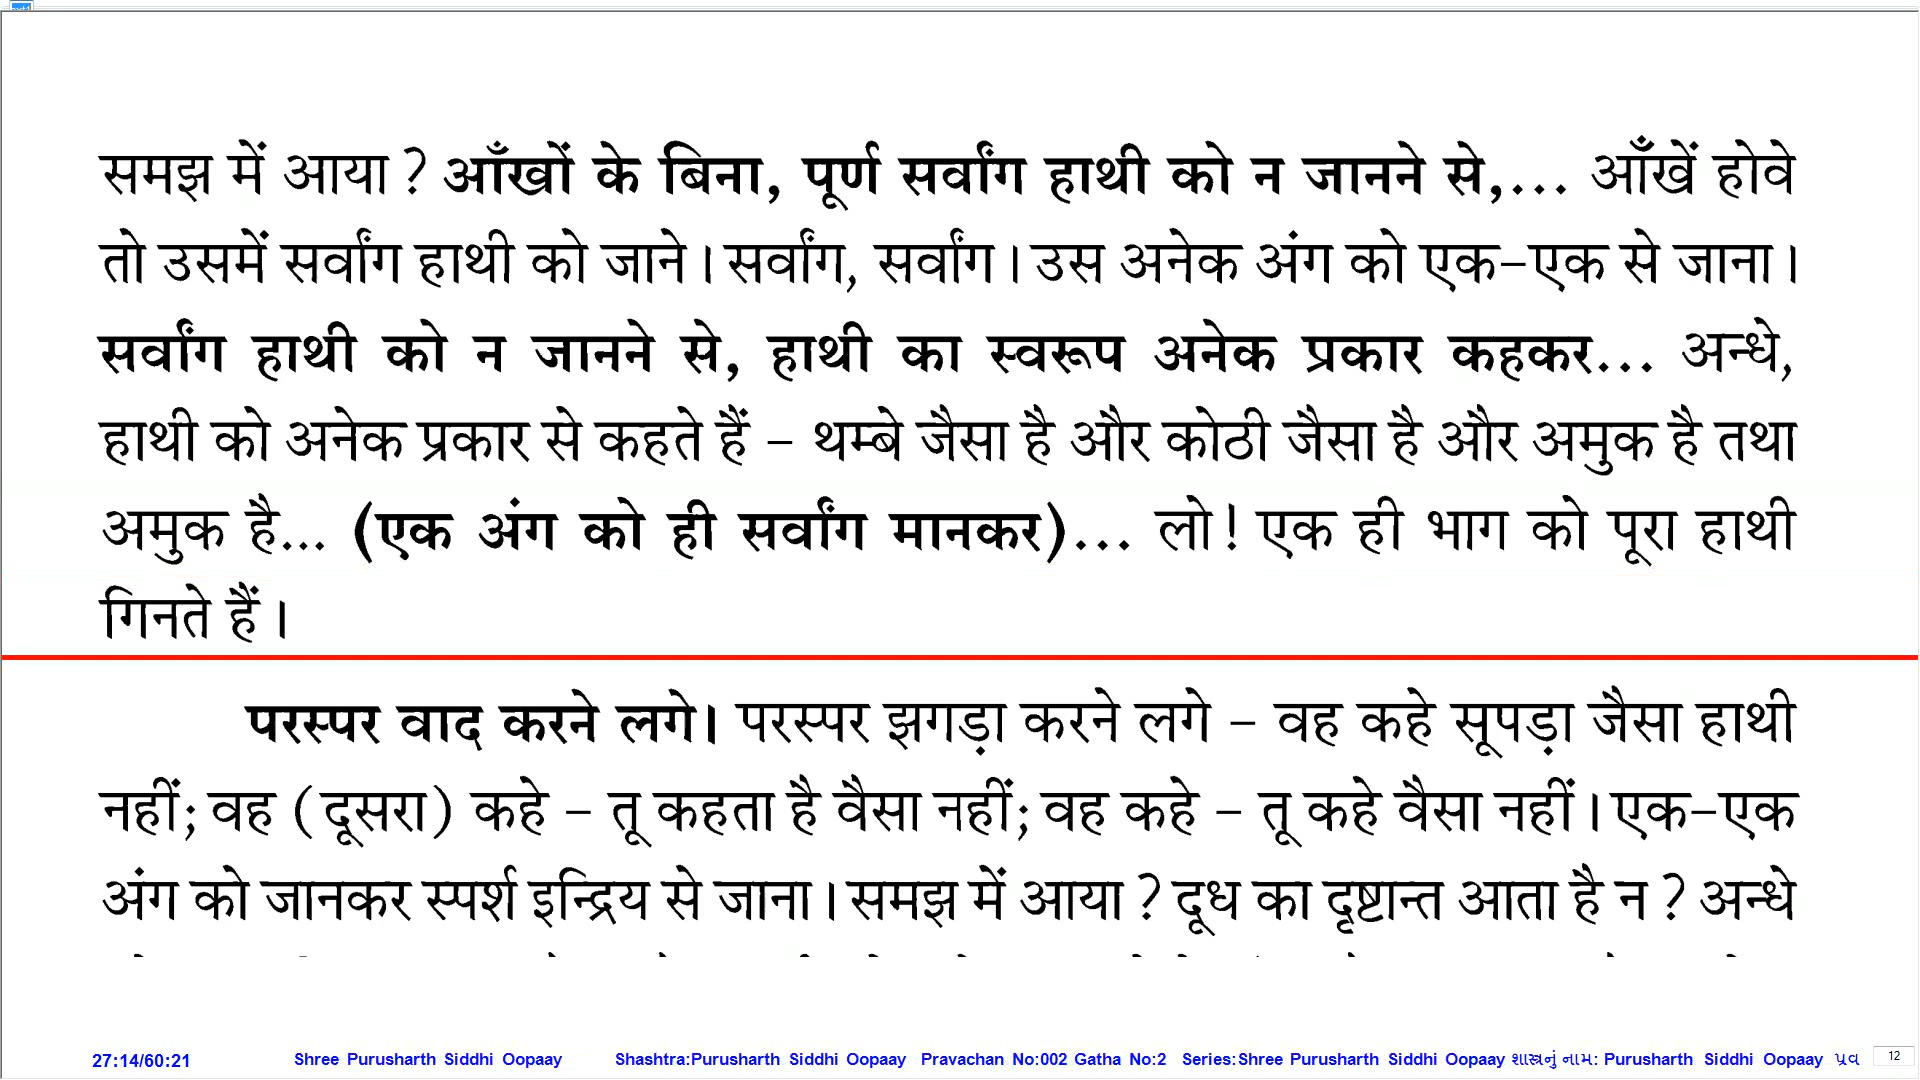 समझ में आया ? आँखों के बिना, पूर्ण सर्वांग हाथी को न जानने से,... आँखें होवे
तो उसमें सर्वांग हाथी को जाने। सर्वांग, सर्वांग। उस अनेक अंग को एक-एक से जाना।
सर्वांग हाथी को न जानने से, हाथी का स्वरूप अनेक प्रकार कहकर... अन्धे,
हाथी को अनेक प्रकार से कहते हैं - थम्बे जैसा है और कोठी जैसा है और अमुक है तथा
अमुक है... (एक अंग को ही सर्वांग मानकर)... लो! एक ही भाग को पूरा हाथी
गिनते हैं।
परस्पर वाद करने लगे। परस्पर झगड़ा करने लगे - वह कहे सूपड़ा जैसा हाथी
नहीं; वह (दूसरा) कहे - तू कहता है वैसा नहीं; वह कहे - तू कहे वैसा नहीं। एक-एक
अंग को जानकर स्पर्श इन्द्रिय से जाना। समझ में आया ? दूध का दृष्टान्त आता है न ? अन्धे
27:14/60:21 Shree Purusharth Siddhi Oopaay Shashtra:Purusharth Siddhi Oopaay Pravachan No:002 Gatha No:2 Series:Shree Purusharth Siddhi Oopaay શાસ્ત્રનું નામ: Purusharth Siddhi Oopaay પ્રવ 12